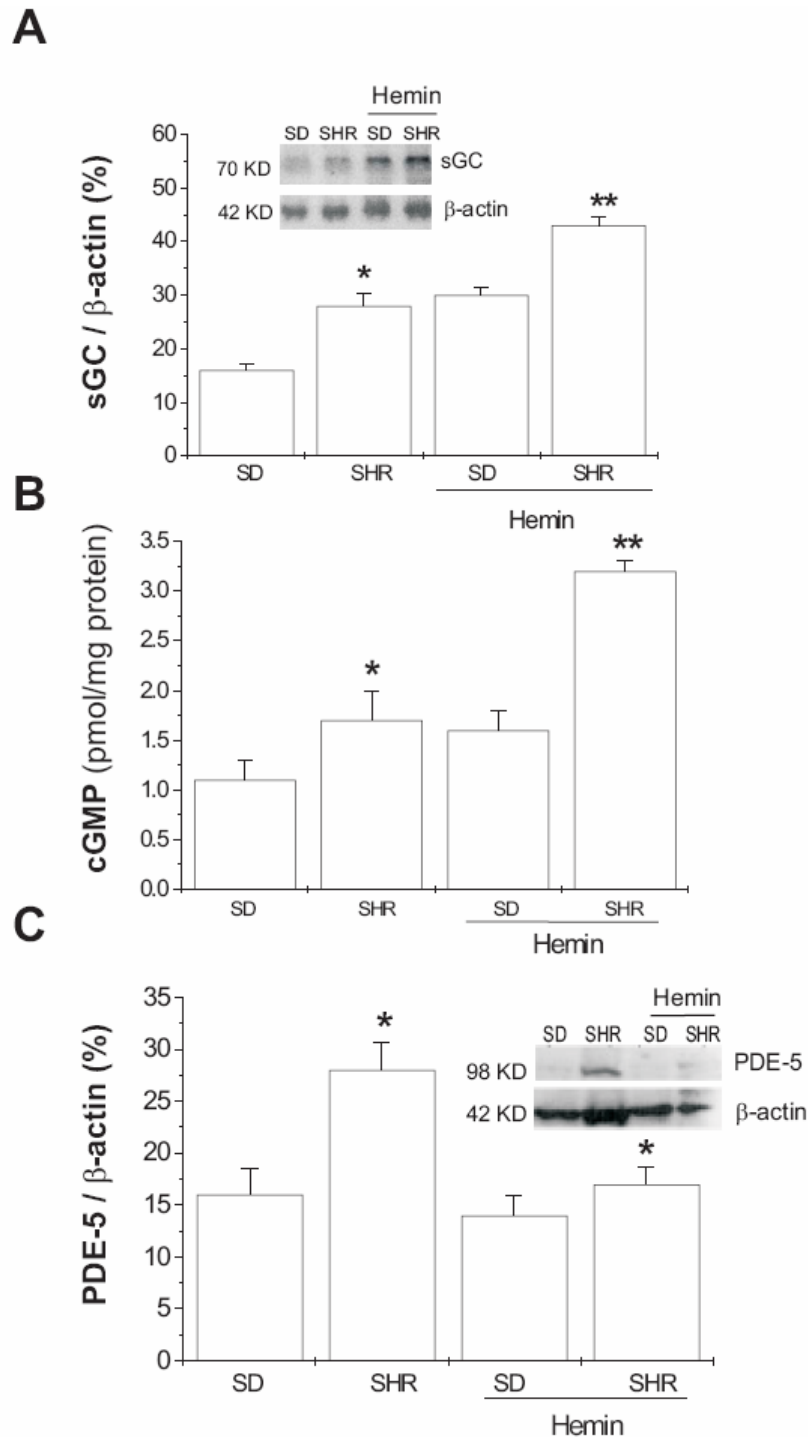 A
Hemin
SD SHR SD SHR
70 KD sGC
42 KD β-actin
sGC / β-actin (%)
60
50
40
30
20
10
0
*
**
SD SHR SD SHR
Hemin
B
cGMP (pmol/mg protein)
3.5
3.0
2.5
2.0
1.5
1.0
0.5
0.0
*
**
SD SHR SD SHR
Hemin
C
PDE-5 / β-actin (%)
35
30
25
20
15
10
5
0
*
Hemin
SD SHR SD SHR
98 KD PDE-5
42 KD β-actin
*
SD SHR SD SHR
Hemin